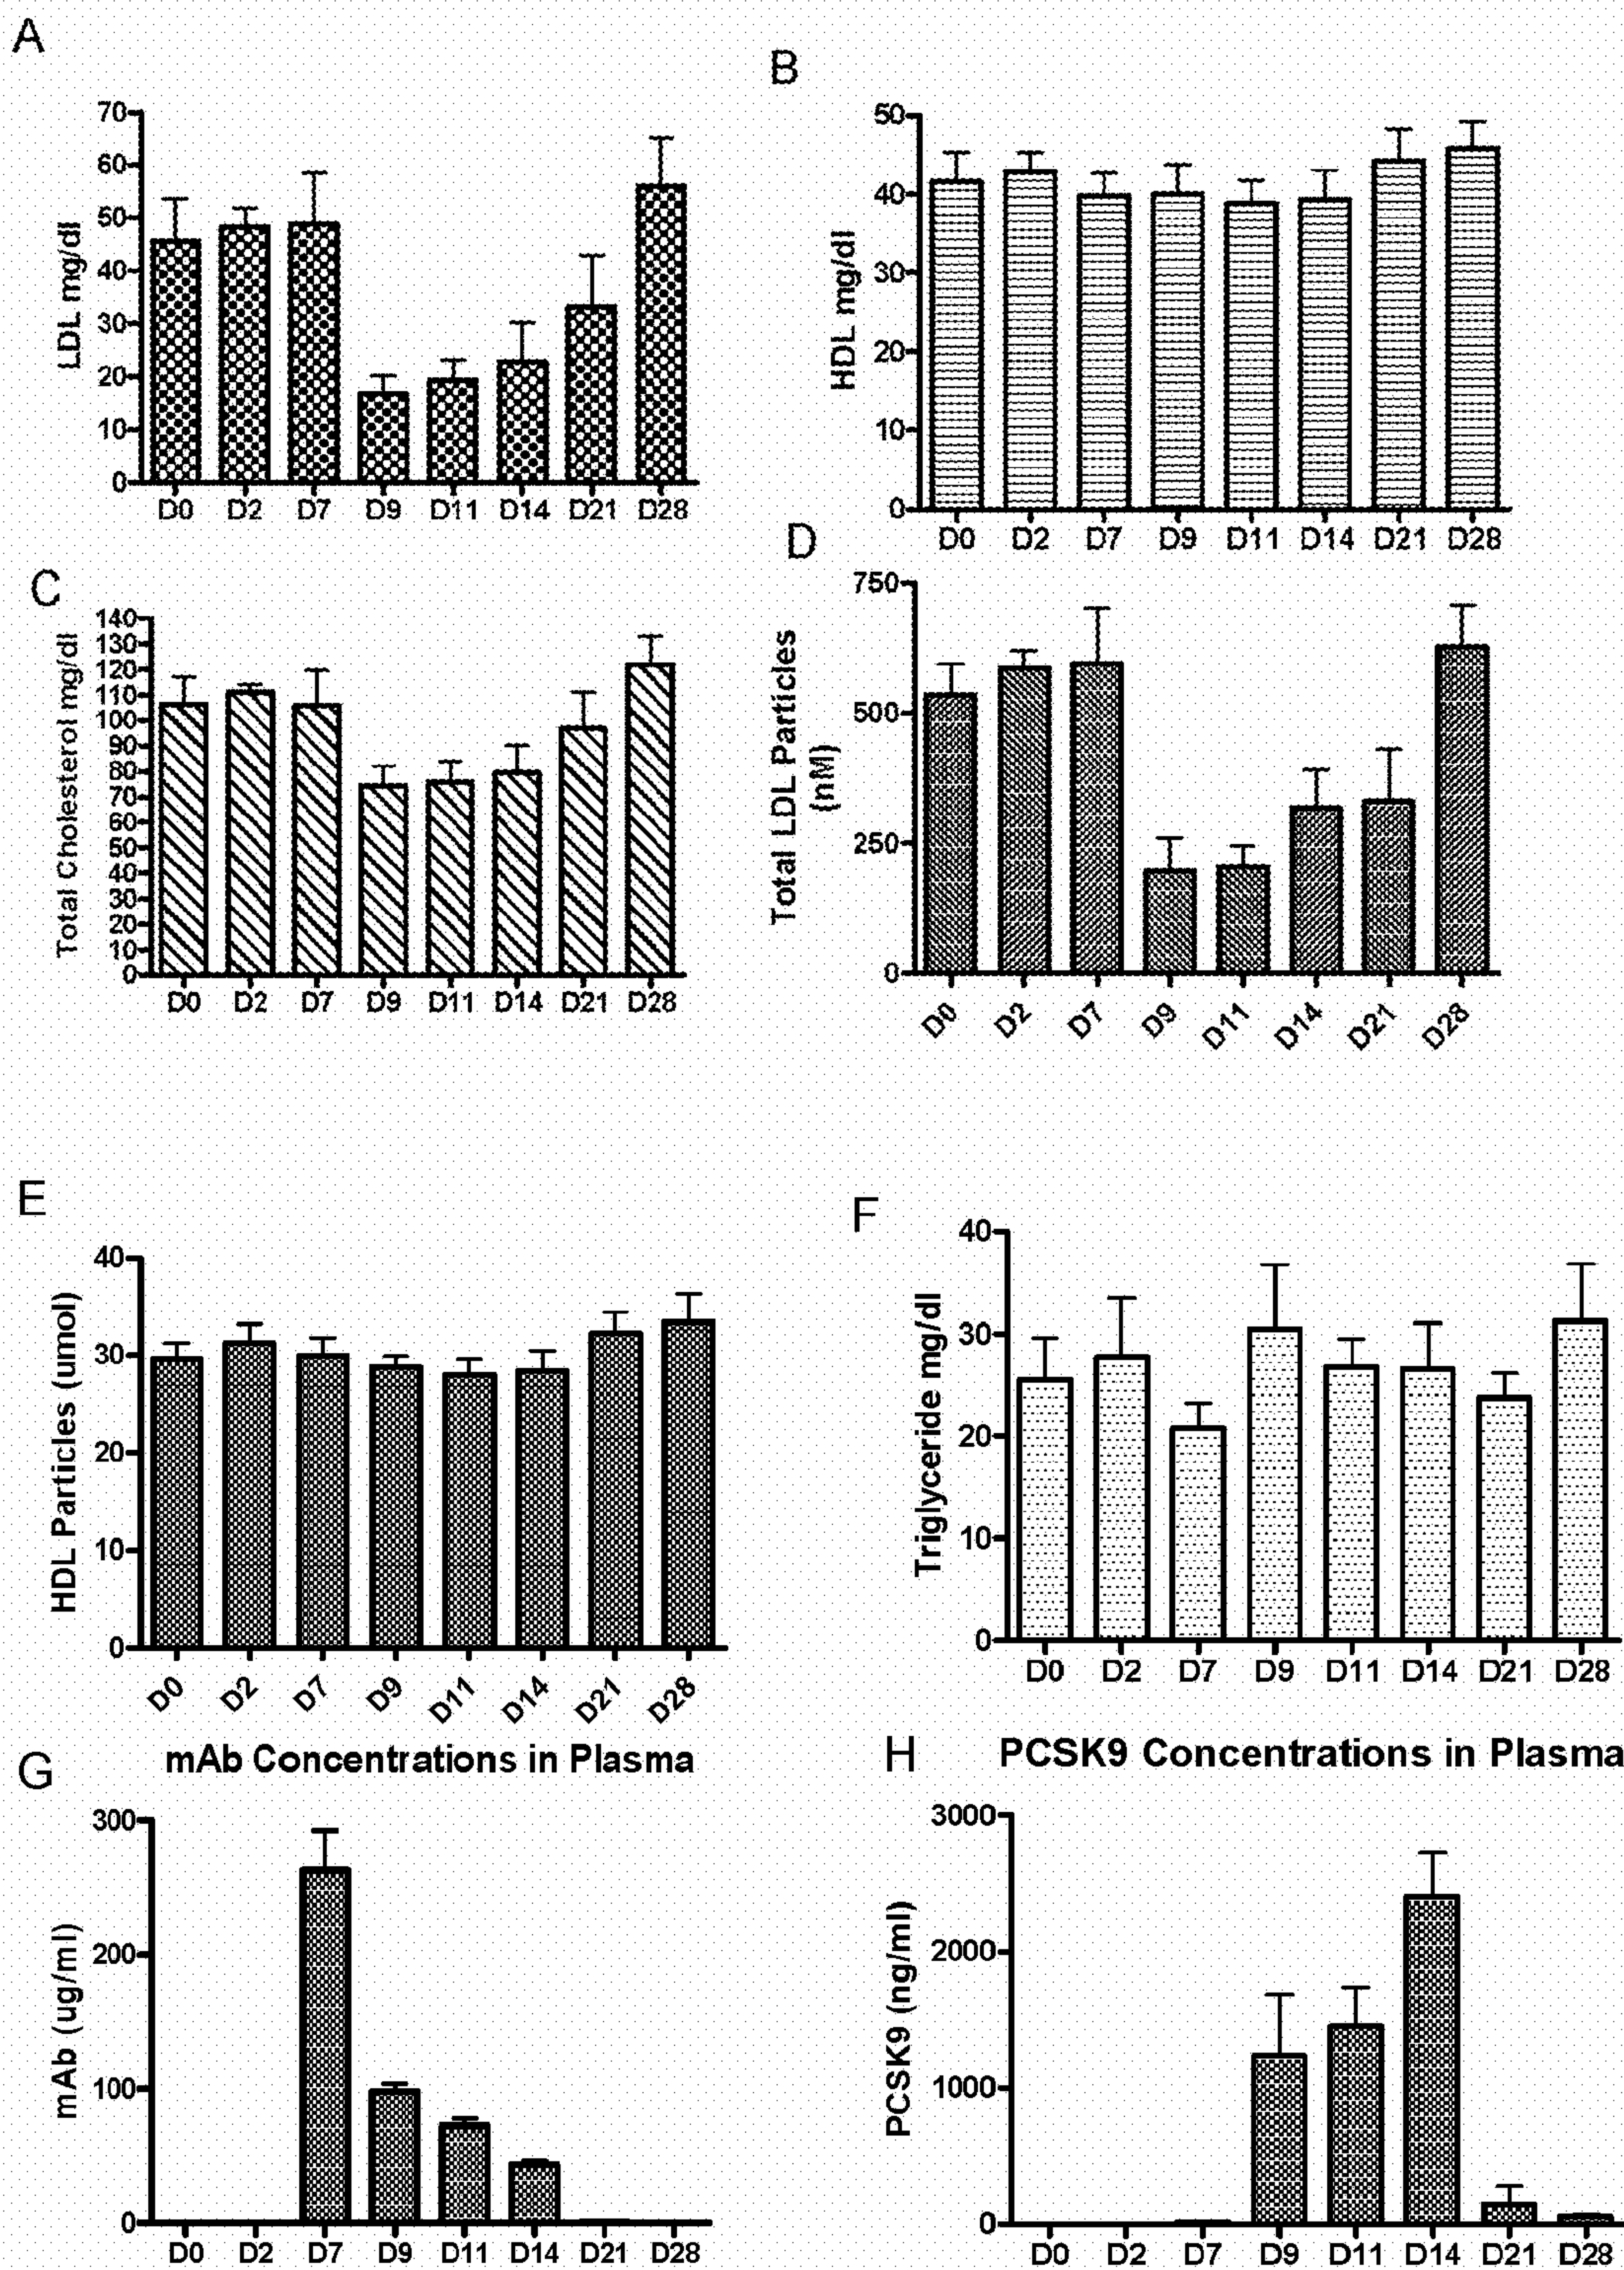 A
LDL mg/dl
70
60
50
40
30
20
10
0
D0 D2 D7 D9 D11 D14 D21 D28
B
HDL mg/dl
50
40
30
20
10
0
D0 D2 D7 D9 D11 D14 D21 D28
C
Total Cholesterol mg/dl
140
130
120
110
100
90
80
70
60
50
40
30
20
10
0
D0 D2 D7 D9 D11 D14 D21 D28
D
Total LDL Particles
(nM)
750
500
250
0
D0 D2 D7 D9 D11 D14 D21 D28
E
HDL Particles (umol)
40
30
20
10
0
D0 D2 D7 D9 D11 D14 D21 D28
F
Triglyceride mg/dl
40
30
20
10
0
D0 D2 D7 D9 D11 D14 D21 D28
G
mAb Concentrations in Plasma
mAb (ug/ml)
300
200
100
0
D0 D2 D7 D9 D11 D14 D21 D28
H
PCSK9 Concentrations in Plasma
PCSK9 (ng/ml)
3000
2000
1000
0
D0 D2 D7 D9 D11 D14 D21 D28